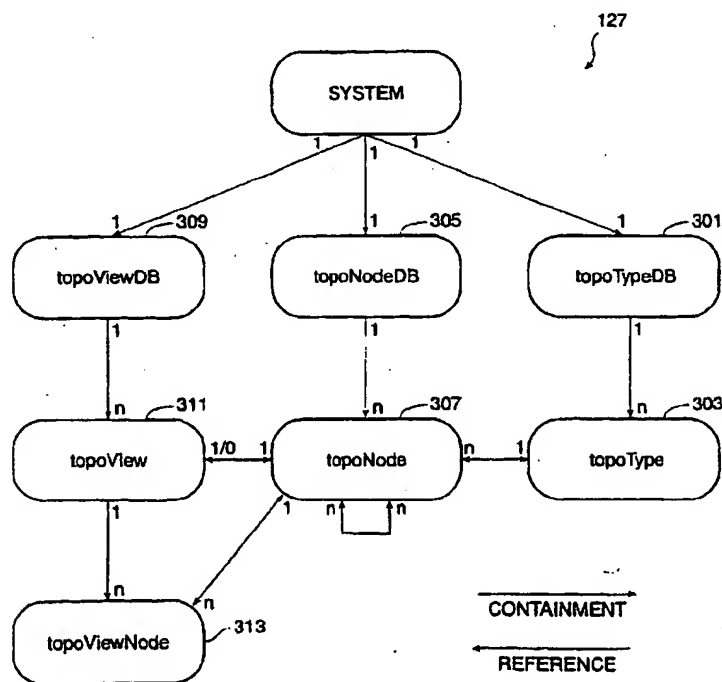 127
SYSTEM
1 1 1
1 309 1 305 1 301
topoViewDB topoNodeDB topoTypeDB
1 1 1
n 311 n 307 n 303
topoView 1/0 1 topoNode n 1 topoType
1 1 n n
n n
topoViewNode 313
CONTAINMENT
REFERENCE